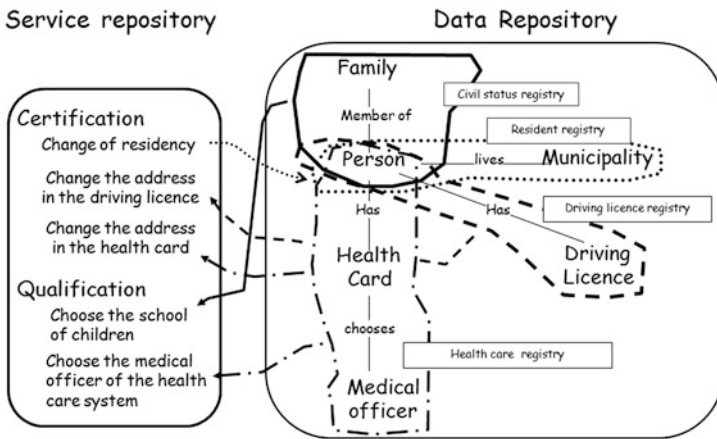 Service repository
Data Repository
Certification
Change of residency
Change the address
in the driving licence
Change the address
in the health card
Qualification
Choose the school
of children
Choose the medical
officer of the health
care system
Family
Civil status registry
Member of
Resident registry
Person
lives
Municipality
Has
Has
Driving licence registry
Health
Card
Driving
Licence
chooses
Health care registry
Medical
officer